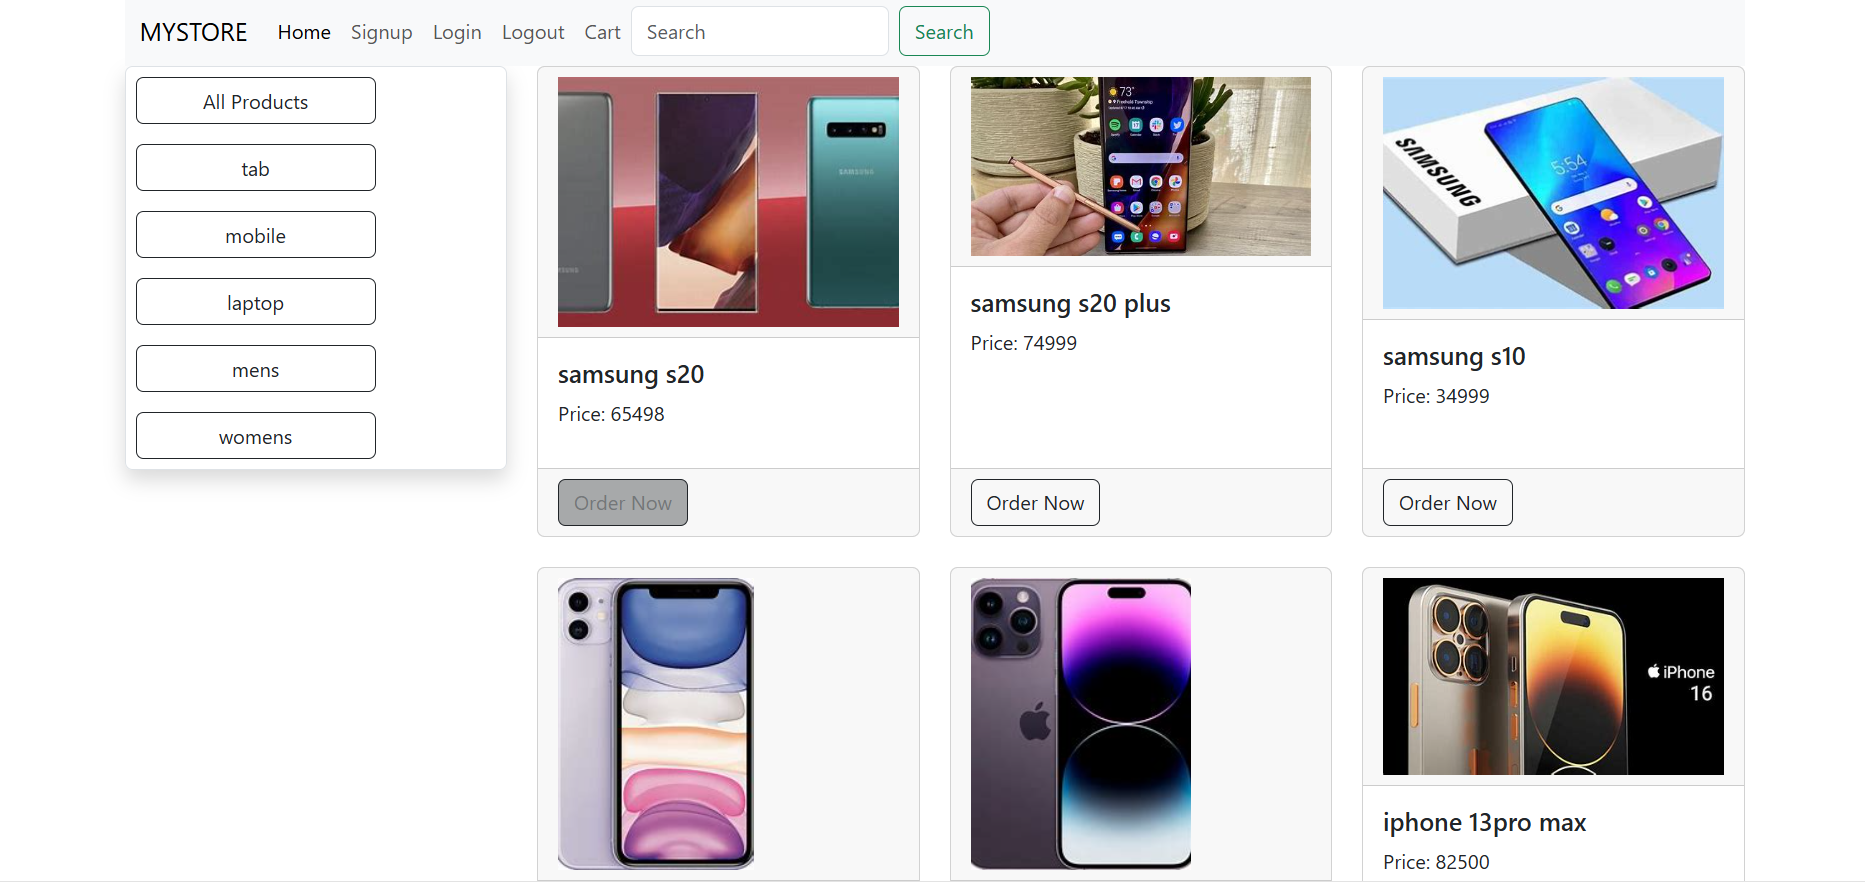 MYSTORE Home Signup Login Logout Cart Search Search
All Products
tab
mobile
laptop
mens
womens
SAMSUNG
samsung s20
Price: 65498
Order Now
73°
samsung s20 plus
Price: 74999
Order Now
SAMSUNG
5:54
samsung s10
Price: 34999
Order Now
iPhone
16
iphone 13pro max
Price: 82500